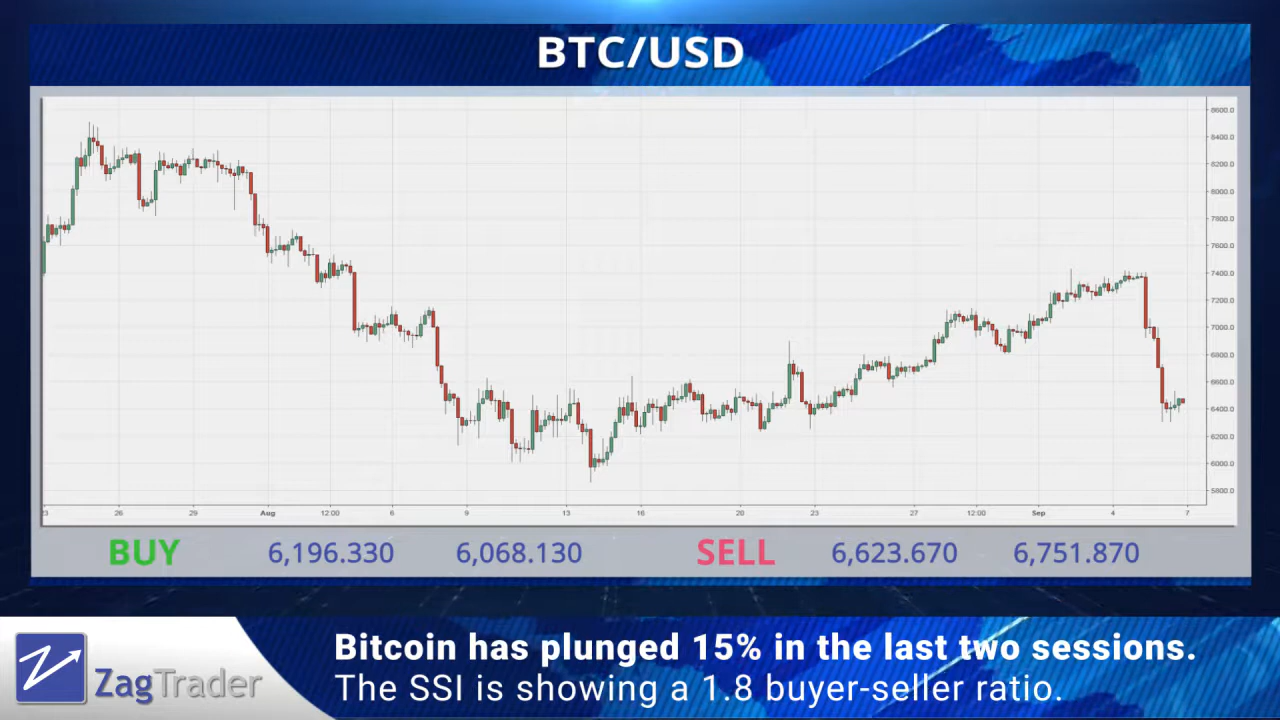 BTC/USD
8600.0
8400.0
8200.0
8000.0
7800.0
7600.0
7400.0
7200.0
7000.0
6800.0
6600.0
6400.0
6200.0
6000.0
5800.0
23 26 29 Aug 12:00 6 9 13 16 20 23 27 12:00 Sep 4 7
BUY 6,196.330 6,068.130 SELL 6,623.670 6,751.870
ZagTrader
Bitcoin has plunged 15% in the last two sessions.
The SSI is showing a 1.8 buyer-seller ratio.